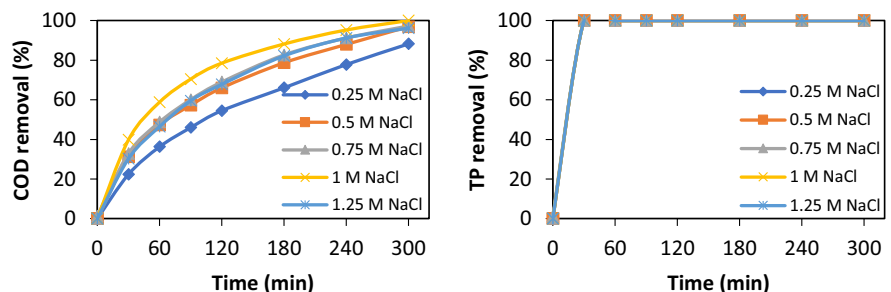 COD removal (%)
100
80
60
40
20
0
0 60 120 180 240 300
Time (min)
0.25 M NaCl
0.5 M NaCl
0.75 M NaCl
1 M NaCl
1.25 M NaCl
TP removal (%)
100
80
60
40
20
0
0 60 120 180 240 300
Time (min)
0.25 M NaCl
0.5 M NaCl
0.75 M NaCl
1 M NaCl
1.25 M NaCl